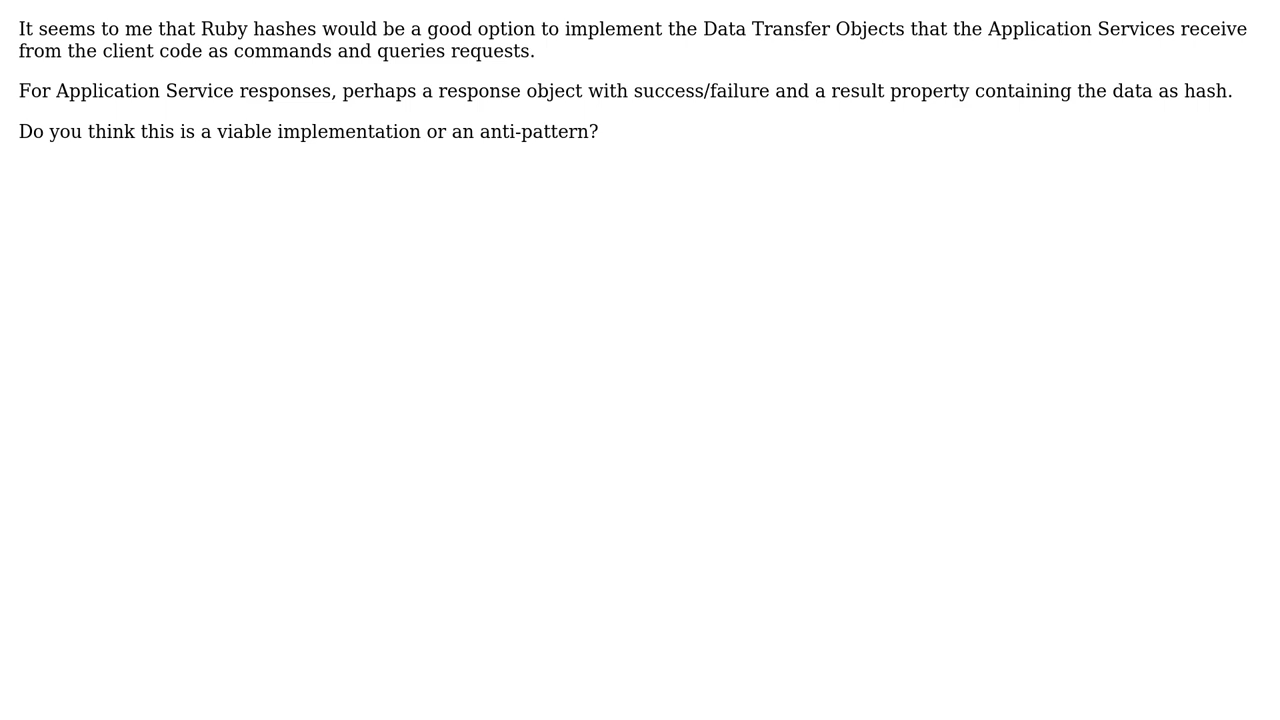 It seems to me that Ruby hashes would be a good option to implement the Data Transfer Objects that the Application Services receive
from the client code as commands and queries requests.
For Application Service responses, perhaps a response object with success/failure and a result property containing the data as hash.
Do you think this is a viable implementation or an anti-pattern?